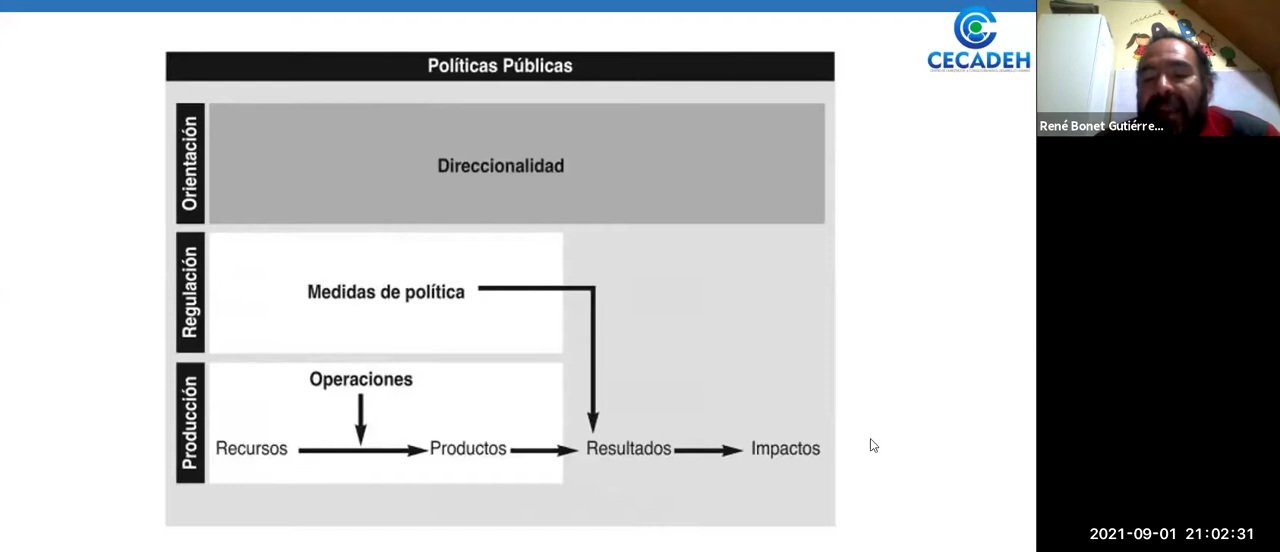 Políticas Públicas
CECADEH
Orientación
Direccionalidad
Regulación
Medidas de política
Producción
Operaciones
Recursos
Productos
Resultados
Impactos
René Bonet Gutiérre...
2021-09-01 21:02:31